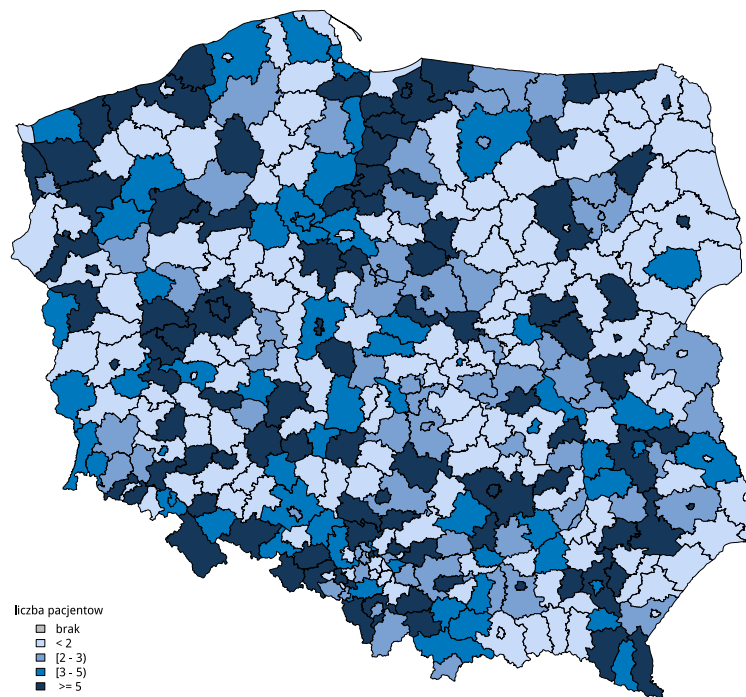 liczba pacjentow
brak
< 2
[2 - 3)
[3 - 5)
>= 5